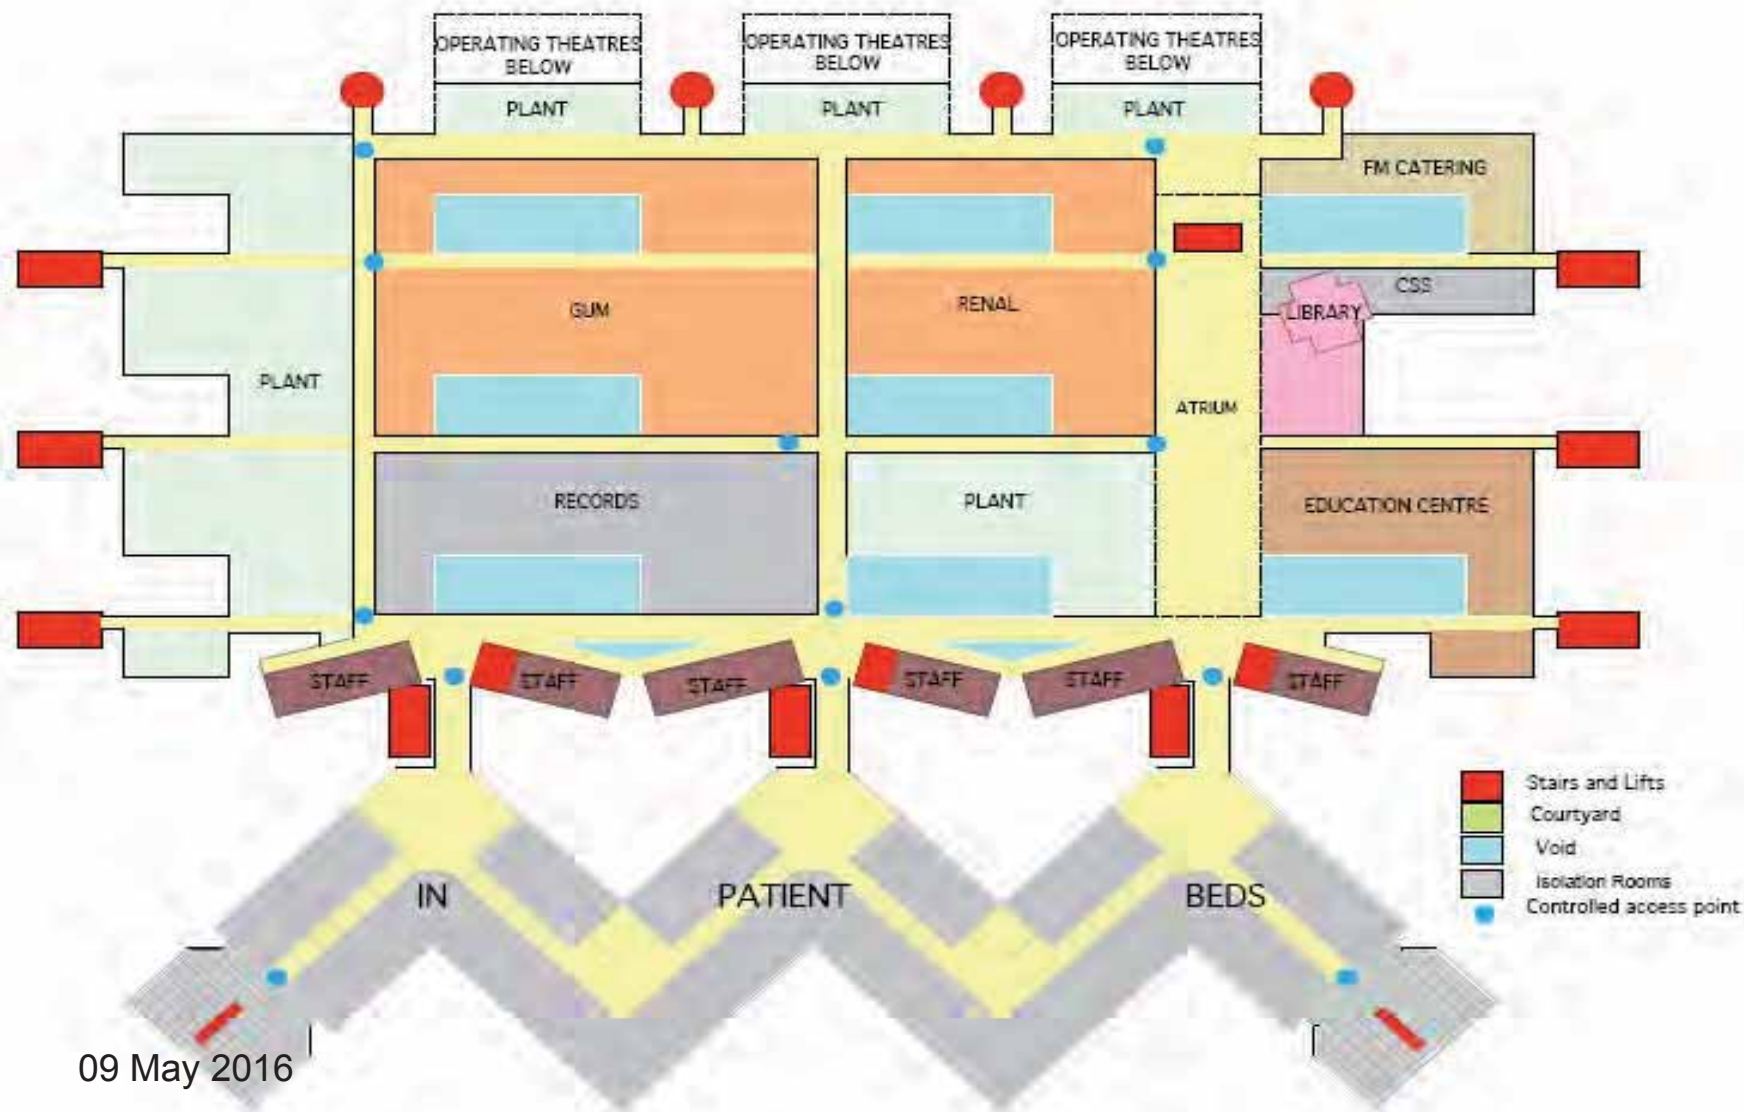 OPERATING THEATRES
BELOW
OPERATING THEATRES
BELOW
OPERATING THEATRES
BELOW
PLANT
PLANT
PLANT
FM CATERING
CSS
GUM
RENAL
LIBRARY
PLANT
ATRIUM
RECORDS
PLANT
EDUCATION CENTRE
STAFF
STAFF
STAFF
STAFF
STAFF
STAFF
Stairs and Lifts
Courtyard
Void
Isolation Rooms
Controlled access point
IN
PATIENT
BEDS
09 May 2016